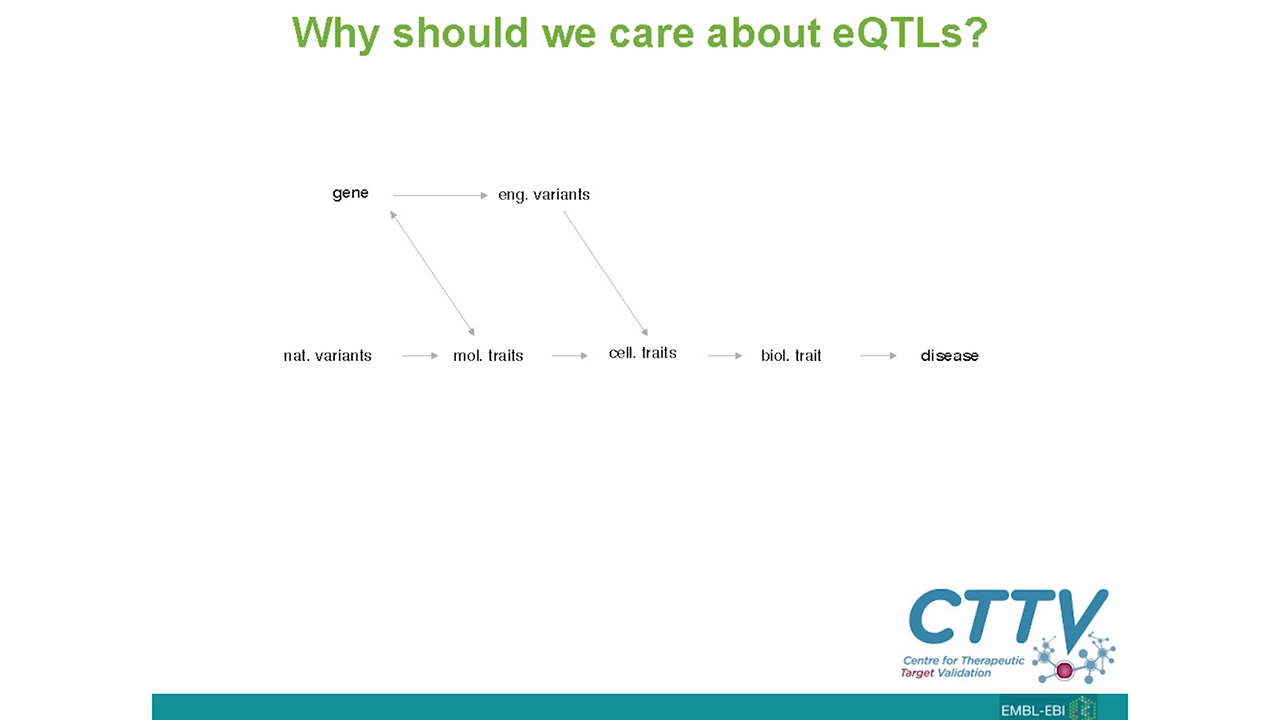 Why should we care about eQTLs?
gene
eng. variants
nat. variants
mol. traits
cell. traits
biol. trait
disease
CTTV
Centre for Therapeutic
Target Validation
EMBL-EBI